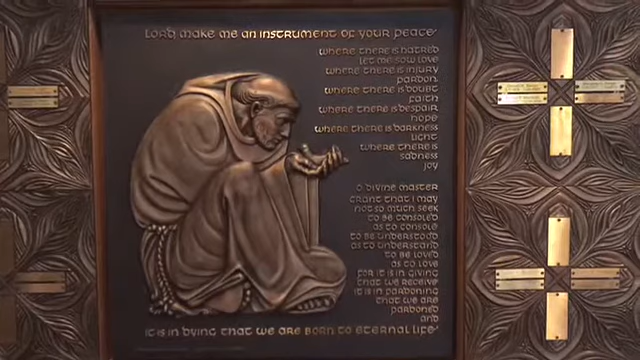 Lord make me an instrument of your peace
where there is hatred
let me sow love
where there is injury
pardon
where there is doubt
faith
where there is despair
hope
where there is darkness
light
where there is
sadness
joy
O divine master
grant that I may
not so much seek
to be consoled
as to console
to be understood
as to understand
to be loved
as to love
for it is in giving
that we receive
it is in pardoning
that we are
pardoned
and
it is in dying that we are born to eternal life